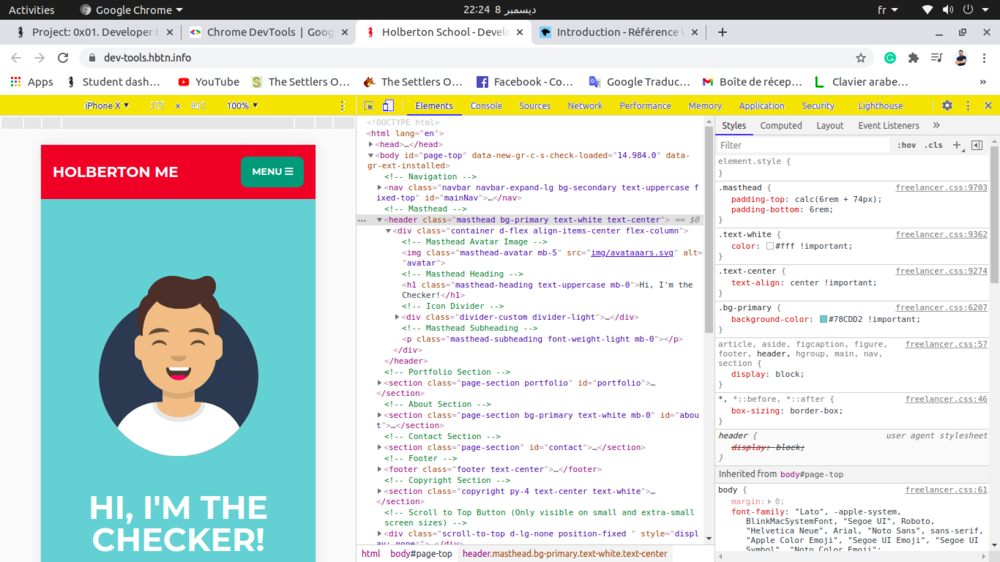 Activities
Google Chrome
ديسمبر 8 22:24
fr
Project: 0x01. Developer t
Chrome DevTools | Goog
Holberton School - Develo
Introduction - Référence W
dev-tools.hbtn.info
Apps
Student dash...
YouTube
The Settlers O...
The Settlers O...
Facebook - Co...
Google Traduc...
Boîte de récep...
Clavier arabe...
»
iPhone X
×
100%
Elements
Console
Sources
Network
Performance
Memory
Application
Security
Lighthouse
HOLBERTON ME
MENU
HI, I'M THE
CHECKER!
<!DOCTYPE html>
<html lang="en">
<head>…</head>
<body id="page-top" data-new-gr-c-s-check-loaded="14.984.0" data-
gr-ext-installed>
<!-- Navigation -->
<nav class="navbar navbar-expand-lg bg-secondary text-uppercase f
ixed-top" id="mainNav">…</nav>
<!-- Masthead -->
<header class="masthead bg-primary text-white text-center"> == $0
<div class="container d-flex align-items-center flex-column">
<!-- Masthead Avatar Image -->
<img class="masthead-avatar mb-5" src="img/avataaars.svg" alt=
"avatar">
<!-- Masthead Heading -->
<h1 class="masthead-heading text-uppercase mb-0">Hi, I'm the
Checker!</h1>
<!-- Icon Divider -->
<div class="divider-custom divider-light">…</div>
<!-- Masthead Subheading -->
<p class="masthead-subheading font-weight-light mb-0"></p>
</div>
</header>
<!-- Portfolio Section -->
<section class="page-section portfolio" id="portfolio">…
</section>
<!-- About Section -->
<section class="page-section bg-primary text-white mb-0" id="abou
t">…</section>
<!-- Contact Section -->
<section class="page-section" id="contact">…</section>
<!-- Footer -->
<footer class="footer text-center">…</footer>
<!-- Copyright Section -->
<section class="copyright py-4 text-center text-white">…
</section>
<!-- Scroll to Top Button (Only visible on small and extra-small
screen sizes) -->
<div class="scroll-to-top d-lg-none position-fixed " style="displ
ay: none;">…</div>
html body#page-top header.masthead.bg-primary.text-white.text-center
Styles
Computed
Layout
Event Listeners
»
Filter
:hov
.cls
element.style {
}
.masthead { freelancer.css:9703
padding-top: calc(6rem + 74px);
padding-bottom: 6rem;
}
.text-white { freelancer.css:9362
color: #fff !important;
}
.text-center { freelancer.css:9274
text-align: center !important;
}
.bg-primary { freelancer.css:6207
background-color: #78CDD2 !important;
}
article, aside, figcaption, figure, freelancer.css:57
footer, header, hgroup, main, nav,
section {
display: block;
}
*, *::before, *::after { freelancer.css:46
box-sizing: border-box;
}
header { user agent stylesheet
display: block;
}
Inherited from body#page-top
body { freelancer.css:61
margin: 0;
font-family: "Lato", -apple-system,
BlinkMacSystemFont, "Segoe UI", Roboto,
"Helvetica Neue", Arial, "Noto Sans", sans-serif,
"Apple Color Emoji", "Segoe UI Emoji", "Segoe UI
Symbol", "Noto Color Emoji";